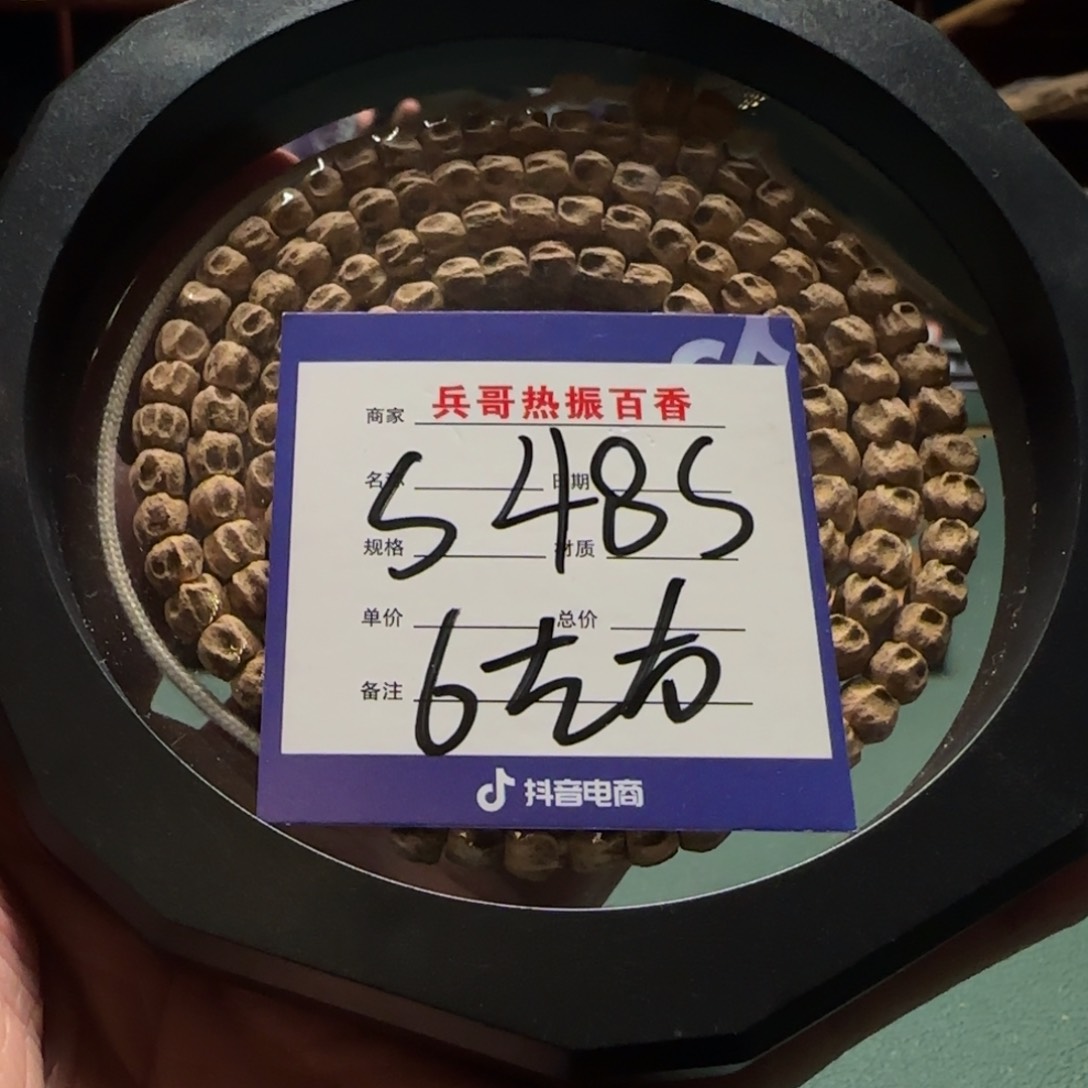 商家 兵哥热振百香
名称 日期
5485
规格 材质
单价 总价
6左右
备注
抖音电商